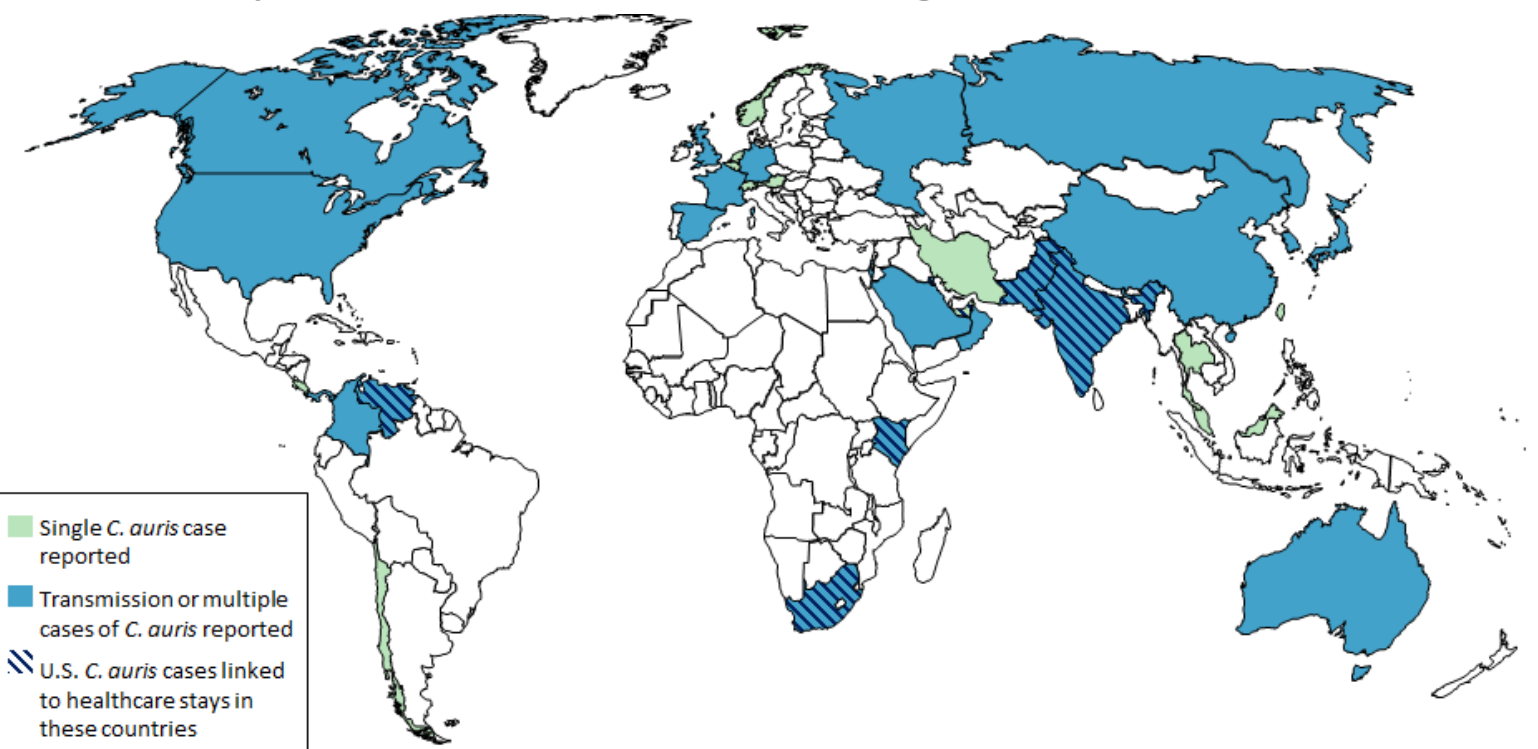 Single C. auris case
reported
Transmission or multiple
cases of C. auris reported
U.S. C. auris cases linked
to healthcare stays in
these countries